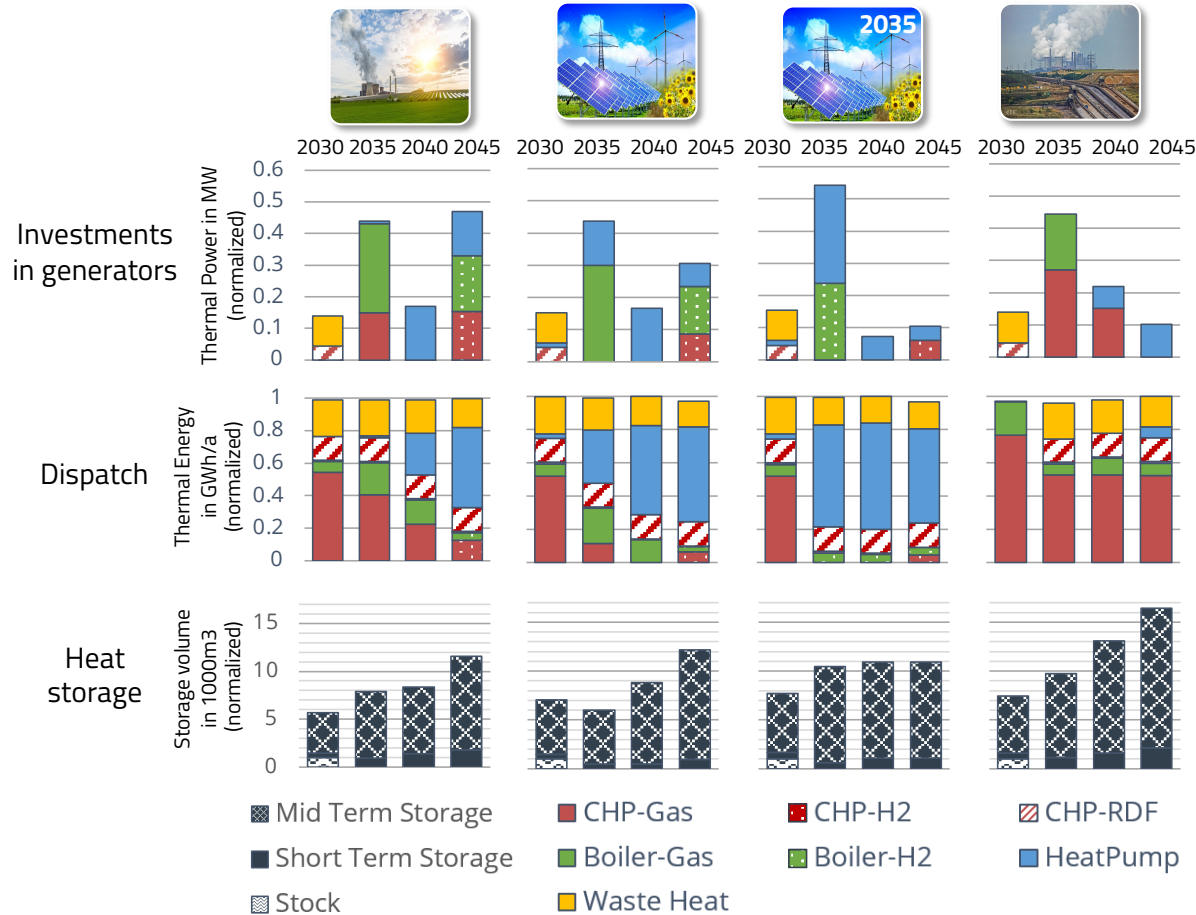 2035
2030 2035 2040 2045
2030 2035 2040 2045
2030 2035 2040 2045
2030 2035 2040 2045
Investments
in generators
Thermal Power in MW
(normalized)
0.6
0.5
0.4
0.3
0.2
0.1
0
Dispatch
Thermal Energy
in GWh/a
(normalized)
1
0.8
0.6
0.4
0.2
0
Heat
storage
Storage volume
in 1000m3
(normalized)
15
10
5
0
Mid Term Storage
CHP-Gas
CHP-H2
CHP-RDF
Short Term Storage
Boiler-Gas
Boiler-H2
HeatPump
Stock
Waste Heat